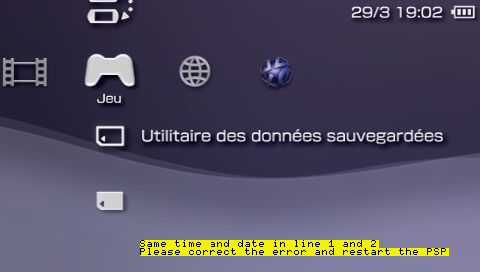 29/3 19:02
Jeu
Utilitaire des données sauvegardées
Same time and date in line 1 and 2
Please correct the error and restart the PSP